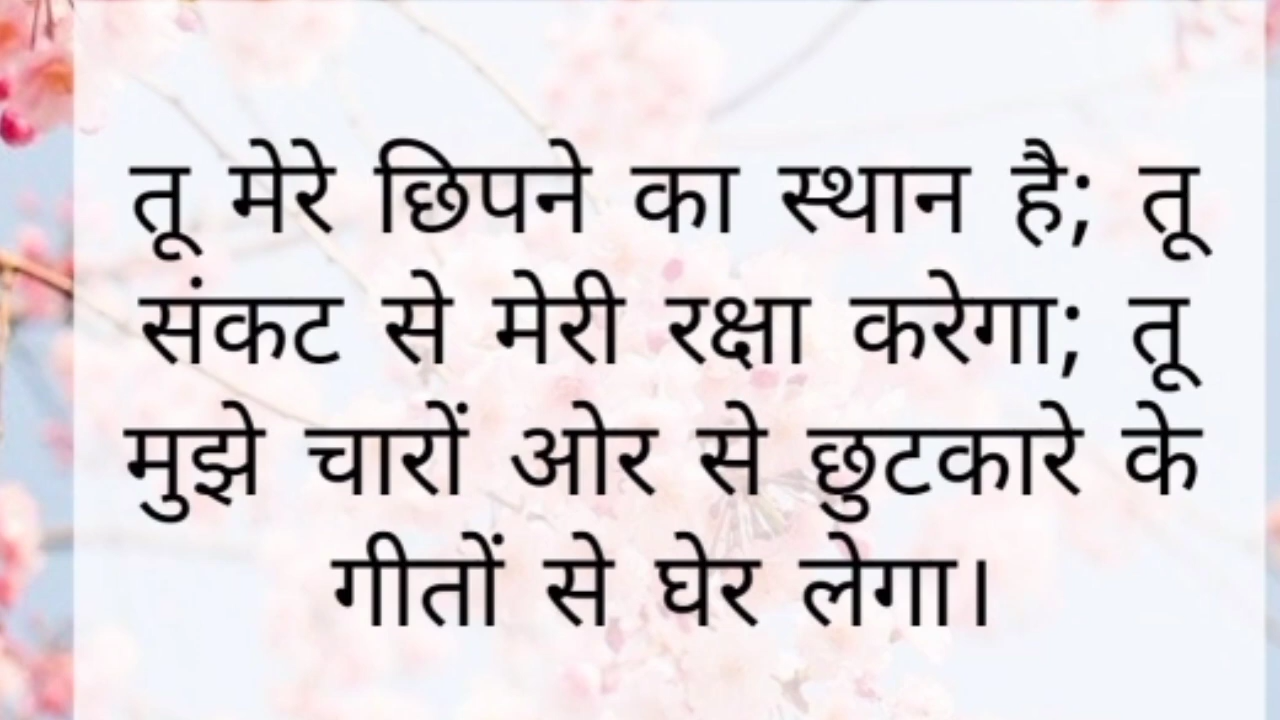 तू मेरे छिपने का स्थान है; तू
संकट से मेरी रक्षा करेगा; तू
मुझे चारों ओर से छुटकारे के
गीतों से घेर लेगा।